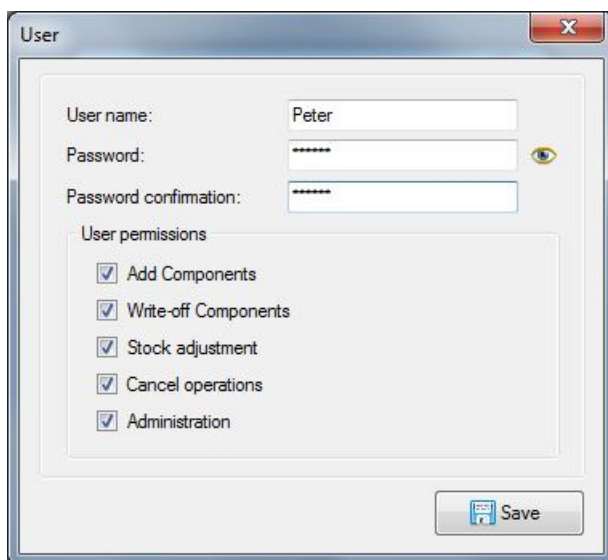 User
User name: Peter
Password: ******
Password confirmation: ******
User permissions
Add Components
Write-off Components
Stock adjustment
Cancel operations
Administration
Save